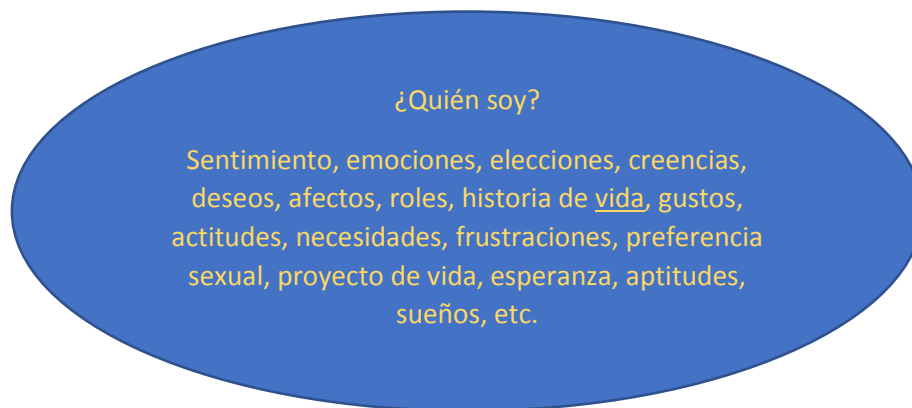 ¿Quién soy?
Sentimiento, emociones, elecciones, creencias,
deseos, afectos, roles, historia de vida, gustos,
actitudes, necesidades, frustraciones, preferencia
sexual, proyecto de vida, esperanza, aptitudes,
sueños, etc.